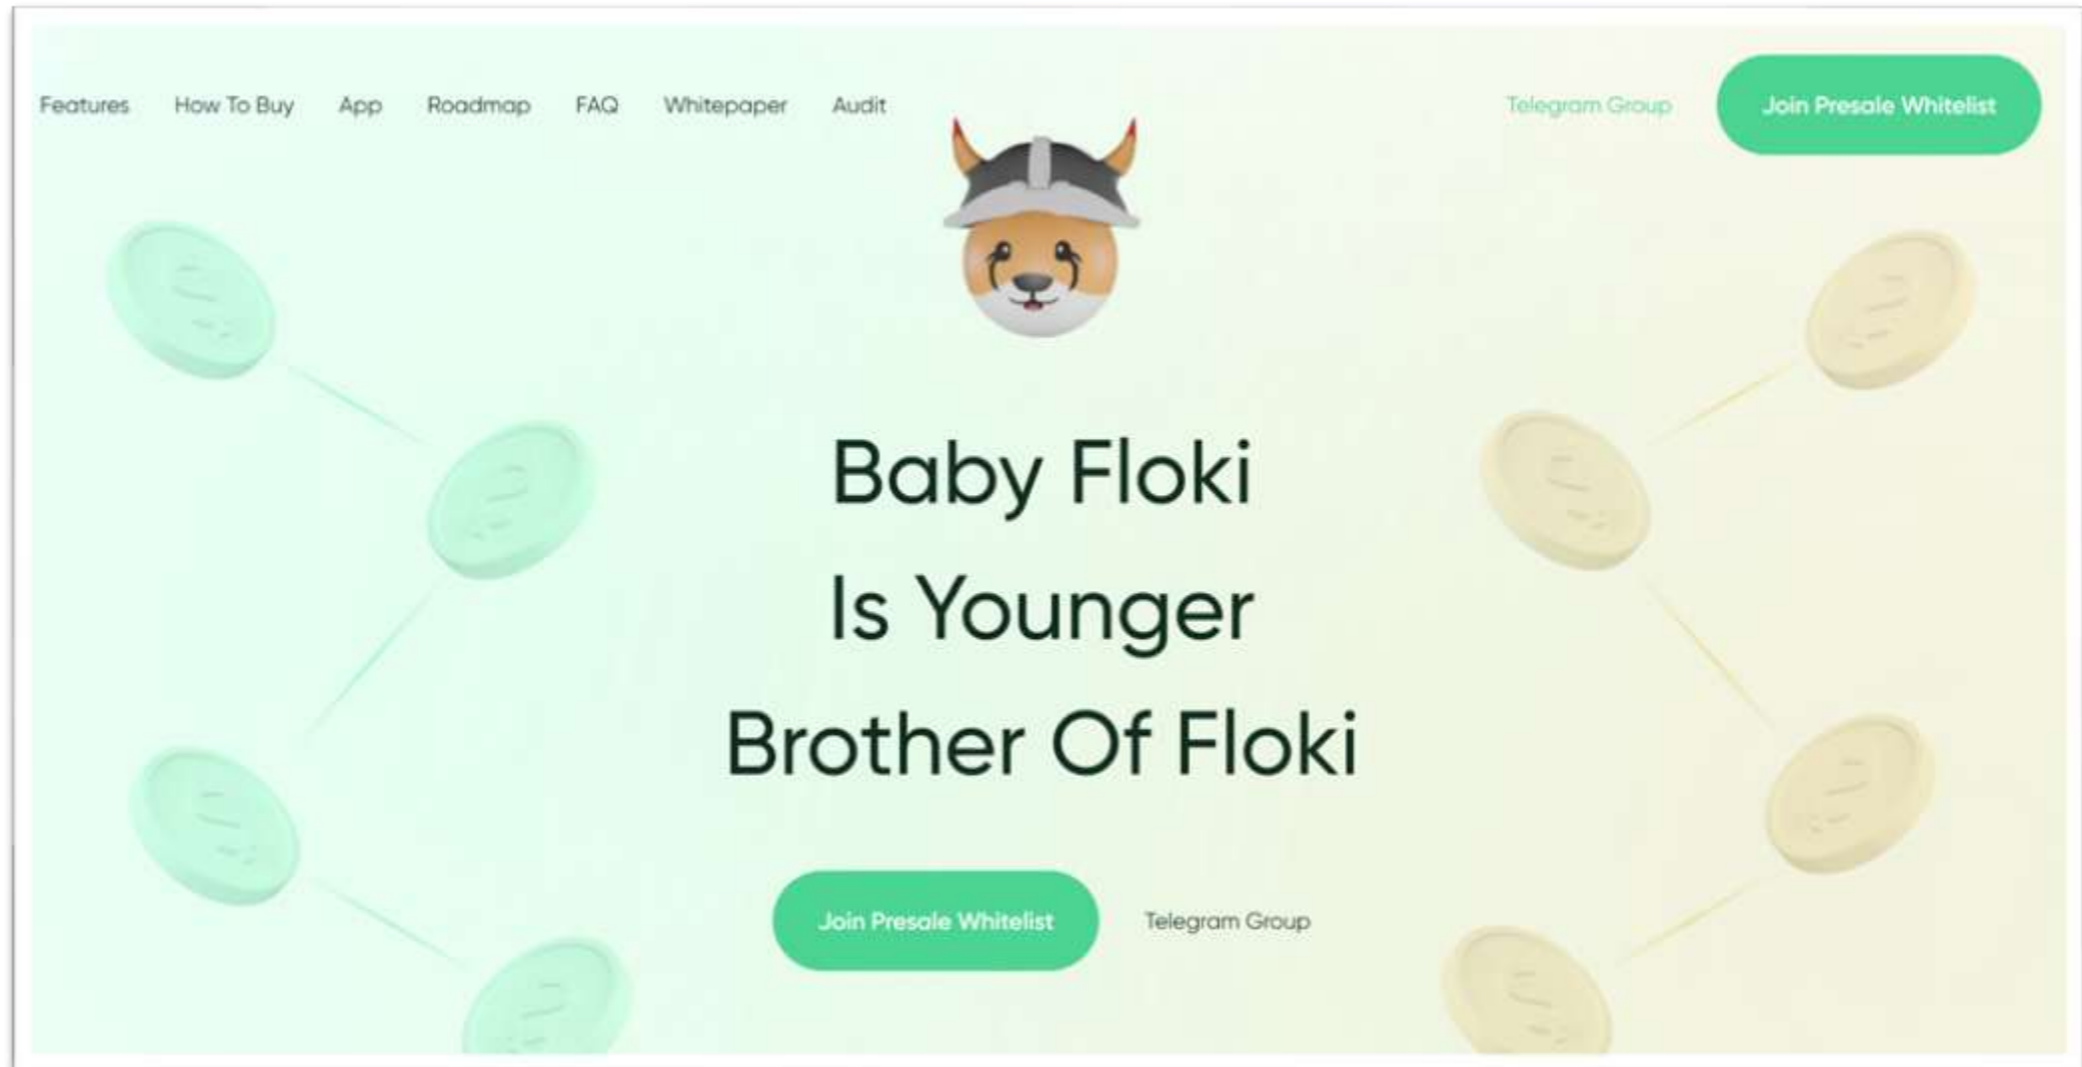 Features How To Buy App Roadmap FAQ Whitepaper Audit Telegram Group Join Presale Whitelist
Baby Floki
Is Younger
Brother Of Floki
Join Presale Whitelist Telegram Group